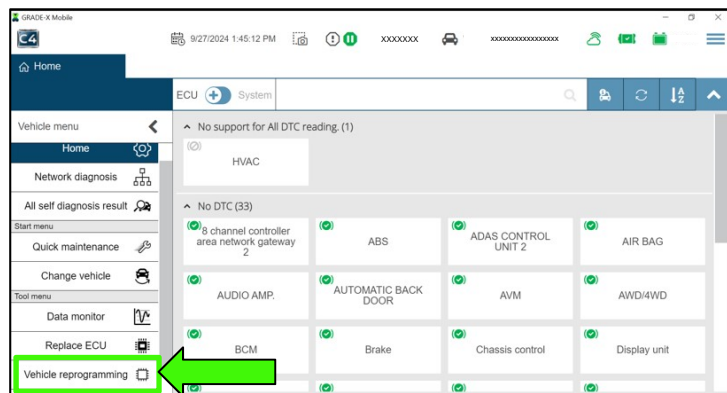 GRADE-X Mobile
C4
9/27/2024 1:45:12 PM
XXXXXXX
XXXXXXXXXXXXXXXXX
Home
ECU
System
Vehicle menu
No support for All DTC reading. (1)
Home
HVAC
Network diagnosis
All self diagnosis result
No DTC (33)
Start menu
8 channel controller
area network gateway
2
ABS
ADAS CONTROL
UNIT 2
AIR BAG
Quick maintenance
Change vehicle
AUDIO AMP.
AUTOMATIC BACK
DOOR
AVM
AWD/4WD
Tool menu
Data monitor
Replace ECU
BCM
Brake
Chassis control
Display unit
Vehicle reprogramming